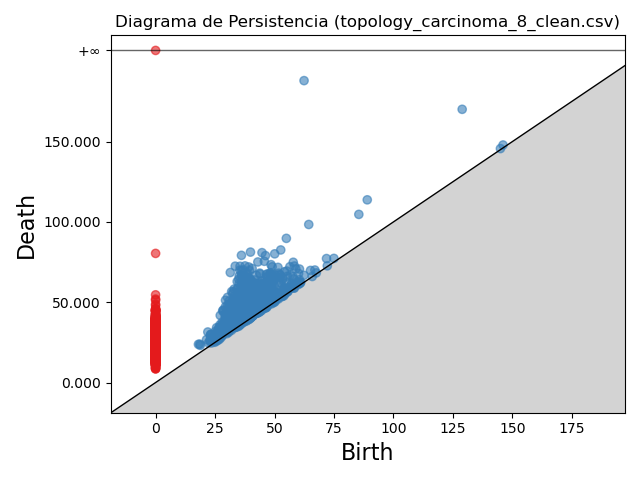 Diagrama de Persistencia (topology_carcinoma_8_clean.csv)
+∞
150.000
100.000
50.000
0.000
Death
0 25 50 75 100 125 150 175
Birth